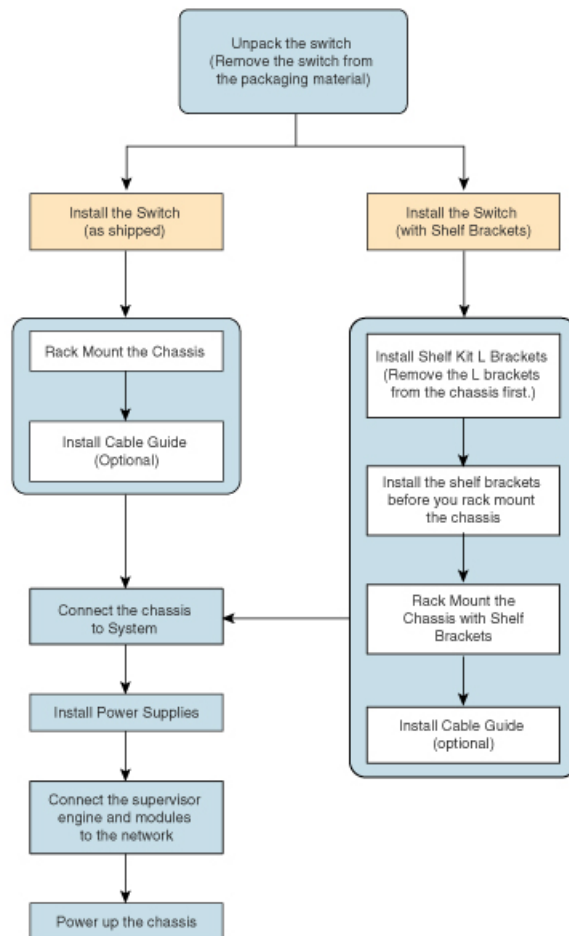 Unpack the switch
(Remove the switch from
the packaging material)
Install the Switch
(as shipped)
Install the Switch
(with Shelf Brackets)
Rack Mount the Chassis
Install Cable Guide
(Optional)
Install Shelf Kit L Brackets
(Remove the L brackets
from the chassis first.)
Install the shelf brackets
before you rack mount
the chassis
Rack Mount the
Chassis with Shelf
Brackets
Install Cable Guide
(optional)
Connect the chassis
to System
Install Power Supplies
Connect the supervisor
engine and modules
to the network
Power up the chassis